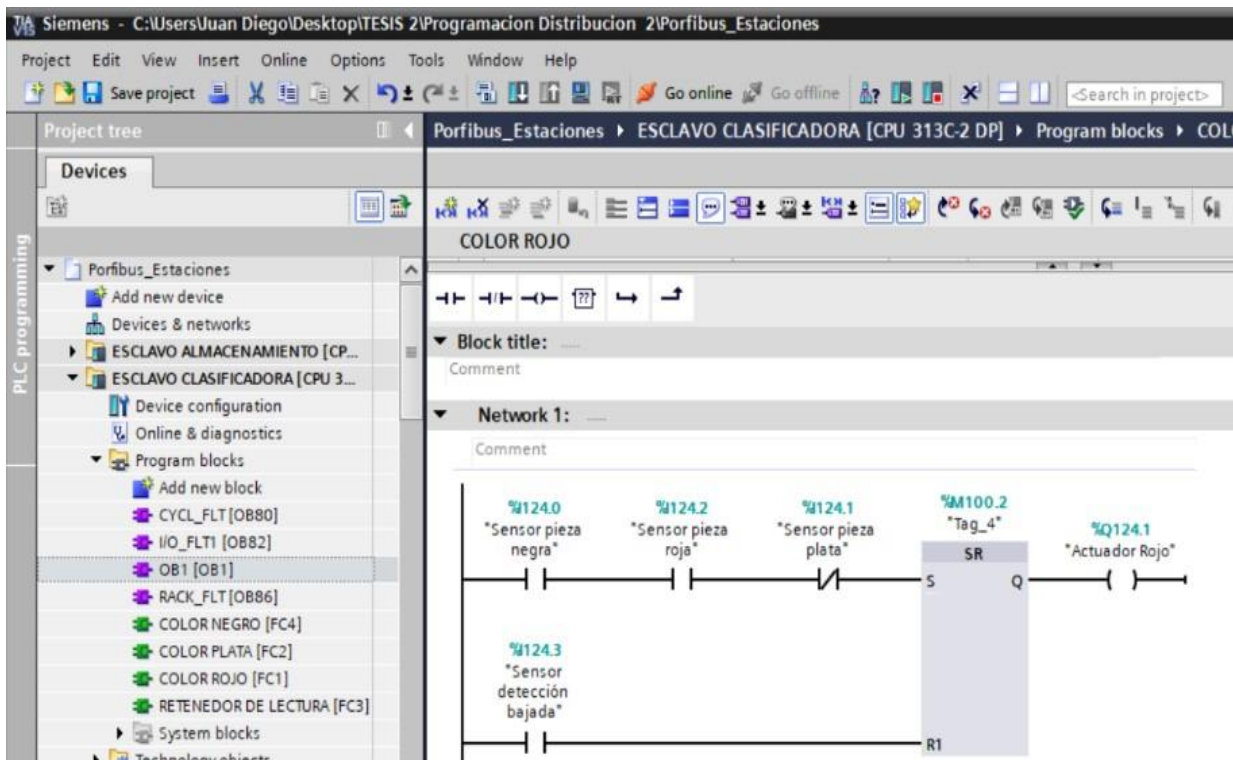 Siemens - C:\Users\Juan Diego\Desktop\TESIS 2\Programacion Distribucion 2\Porfibus_Estaciones
Project Edit View Insert Online Options Tools Window Help
Save project Go online Go offline <Search in project>
Project tree
Porfibus_Estaciones ESCLAVO CLASIFICADORA [CPU 313C-2 DP] Program blocks COL
Devices
PLC programming
COLOR ROJO
Porfibus_Estaciones
Add new device
Devices & networks
ESCLAVO ALMACENAMIENTO [CP...
ESCLAVO CLASIFICADORA [CPU 3...
Device configuration
Online & diagnostics
Program blocks
Add new block
CYCL_FLT [OB80]
I/O_FLT1 [OB82]
OB1 [OB1]
RACK_FLT [OB86]
COLOR NEGRO [FC4]
COLOR PLATA [FC2]
COLOR ROJO [FC1]
RETENEDOR DE LECTURA [FC3]
System blocks
Technology objects
??
Block title: .....
Comment
Network 1: .....
Comment
%I124.0
"Sensor pieza
negra"
%I124.2
"Sensor pieza
roja"
%I124.1
"Sensor pieza
plata"
%M100.2
"Tag_4"
SR
S Q
%Q124.1
"Actuador Rojo"
%I124.3
"Sensor
detección
bajada"
R1